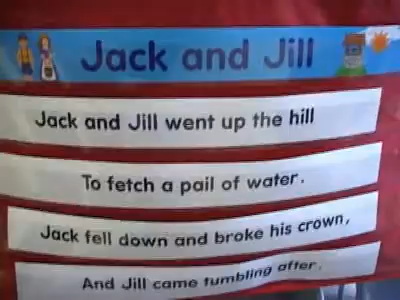 Jack and Jill
Jack and Jill went up the hill
To fetch a pail of water.
Jack fell down and broke his crown,
And Jill came tumbling after.